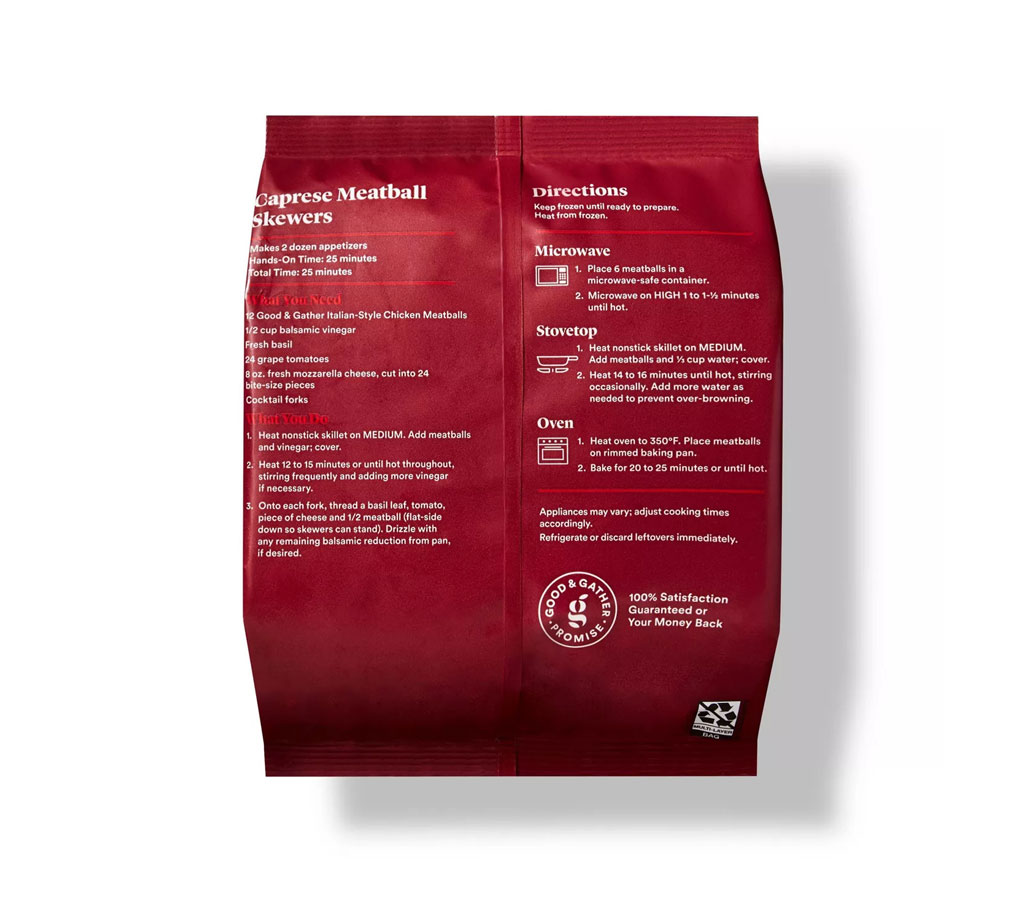 Caprese Meatball
Skewers
Makes 2 dozen appetizers
Hands-On Time: 25 minutes
Total Time: 25 minutes
What You Need
12 Good & Gather Italian-Style Chicken Meatballs
1/2 cup balsamic vinegar
Fresh basil
24 grape tomatoes
8 oz. fresh mozzarella cheese, cut into 24
bite-size pieces
Cocktail forks
What You Do
1. Heat nonstick skillet on MEDIUM. Add meatballs
and vinegar; cover.
2. Heat 12 to 15 minutes or until hot throughout,
stirring frequently and adding more vinegar
if necessary.
3. Onto each fork, thread a basil leaf, tomato,
piece of cheese and 1/2 meatball (flat-side
down so skewers can stand). Drizzle with
any remaining balsamic reduction from pan,
if desired.
Directions
Keep frozen until ready to prepare.
Heat from frozen.
Microwave
1. Place 6 meatballs in a
microwave-safe container.
2. Microwave on HIGH 1 to 1-½ minutes
until hot.
Stovetop
1. Heat nonstick skillet on MEDIUM.
Add meatballs and ⅓ cup water; cover.
2. Heat 14 to 16 minutes until hot, stirring
occasionally. Add more water as
needed to prevent over-browning.
Oven
1. Heat oven to 350°F. Place meatballs
on rimmed baking pan.
2. Bake for 20 to 25 minutes or until hot.
Appliances may vary; adjust cooking times
accordingly.
Refrigerate or discard leftovers immediately.
GOOD & GATHER
g
• PROMISE •
100% Satisfaction
Guaranteed or
Your Money Back
MULTI-LAYER
BAG